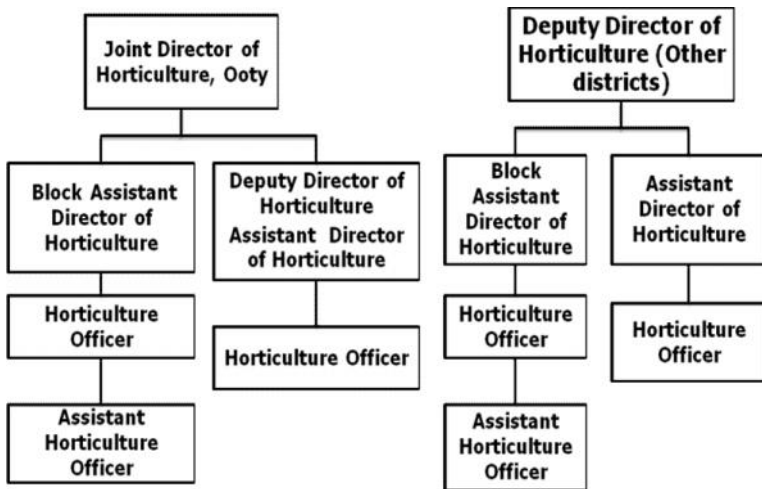 Joint Director of
Horticulture, Ooty
Block Assistant
Director of
Horticulture
Deputy Director of
Horticulture
Assistant Director
of Horticulture
Horticulture
Officer
Horticulture Officer
Assistant
Horticulture
Officer
Deputy Director of
Horticulture (Other
districts)
Block
Assistant
Director of
Horticulture
Assistant
Director of
Horticulture
Horticulture
Officer
Horticulture
Officer
Assistant
Horticulture
Officer